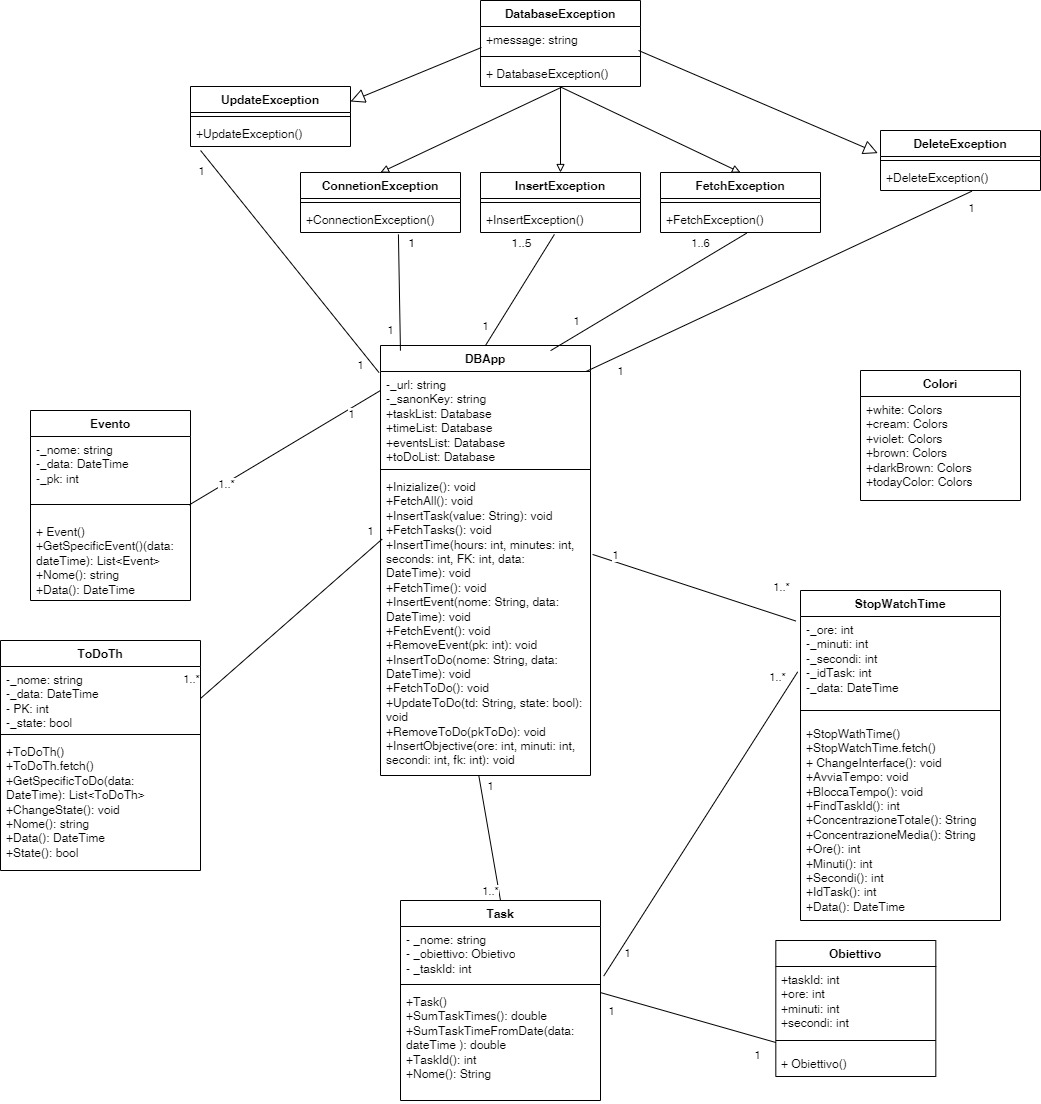 DatabaseException
+message: string
+ DatabaseException()
UpdateException
+UpdateException()
1
ConnetionException
+ConnectionException()
1
InsertException
+InsertException()
1..5
FetchException
+FetchException()
1..6
DeleteException
+DeleteException()
1
1
1
1
1
1
DBApp
-_url: string
-_sanonKey: string
+taskList: Database
+timeList: Database
+eventsList: Database
+toDoList: Database
+Inizialize(): void
+FetchAll(): void
+InsertTask(value: String): void
+FetchTasks(): void
+InsertTime(hours: int, minutes: int,
seconds: int, FK: int, data:
DateTime): void
+FetchTime(): void
+InsertEvent(nome: String, data:
DateTime): void
+FetchEvent(): void
+RemoveEvent(pk: int): void
+InsertToDo(nome: String, data:
DateTime): void
+FetchToDo(): void
+UpdateToDo(td: String, state: bool):
void
+RemoveToDo(pkToDo): void
+InsertObjective(ore: int, minuti: int,
secondi: int, fk: int): void
Colori
+white: Colors
+cream: Colors
+violet: Colors
+brown: Colors
+darkBrown: Colors
+todayColor: Colors
1
1..*
Evento
-_nome: string
-_data: DateTime
-_pk: int
+ Event()
+GetSpecificEvent()(data:
dateTime): List<Event>
+Nome(): string
+Data(): DateTime
1
1..*
ToDoTh
-_nome: string
-_data: DateTime
- PK: int
-_state: bool
+ToDoTh()
+ToDoTh.fetch()
+GetSpecificToDo(data:
DateTime): List<ToDoTh>
+ChangeState(): void
+Nome(): string
+Data(): DateTime
+State(): bool
1
1..*
StopWatchTime
-_ore: int
-_minuti: int
-_secondi: int
-_idTask: int
-_data: DateTime
+StopWathTime()
+StopWatchTime.fetch()
+ ChangeInterface(): void
+AvviaTempo: void
+BloccaTempo(): void
+FindTaskId(): int
+ConcentrazioneTotale(): String
+ConcentrazioneMedia(): String
+Ore(): int
+Minuti(): int
+Secondi(): int
+IdTask(): int
+Data(): DateTime
1..*
1
1
1..*
Task
- _nome: string
- _obiettivo: Obietivo
- _taskId: int
+Task()
+SumTaskTimes(): double
+SumTaskTimeFromDate(data:
dateTime ): double
+TaskId(): int
+Nome(): String
1
1
Obiettivo
+taskId: int
+ore: int
+minuti: int
+secondi: int
+ Obiettivo()